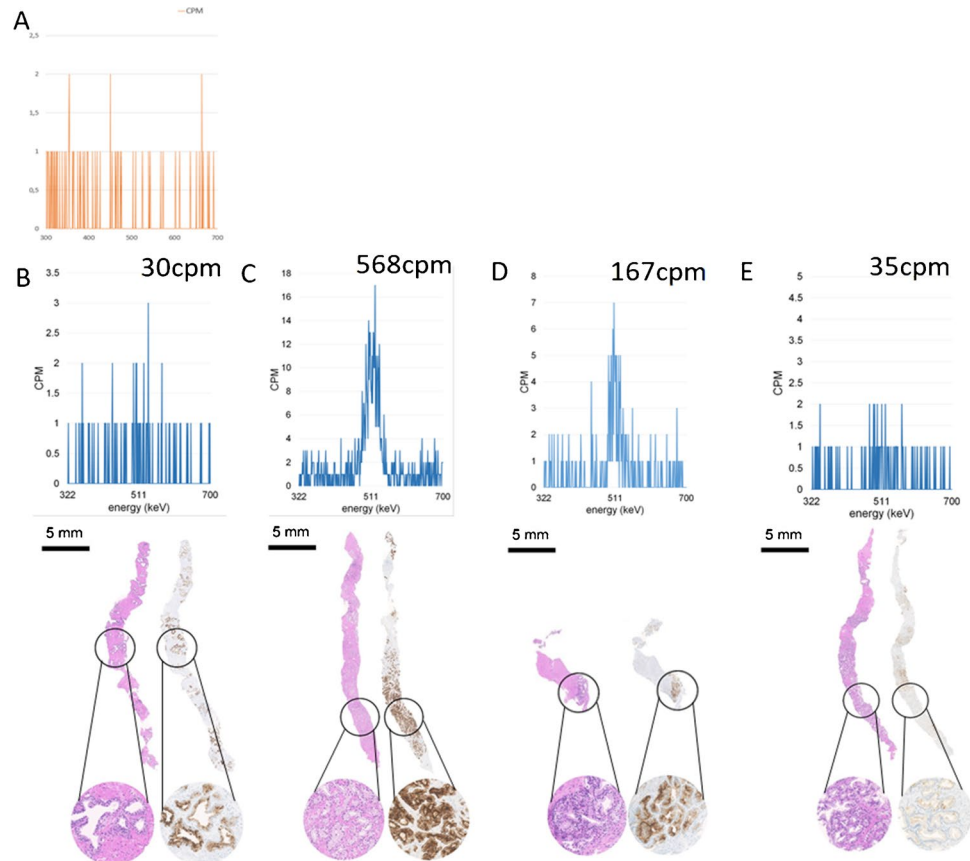 A
CPM
2,5
2
1,5
1
0,5
0
300 400 500 600 700
B
30cpm
3.5
3
2.5
2
1.5
1
0.5
0
CPM
322 511 700
energy (keV)
5 mm
C
568cpm
18
16
14
12
10
8
6
4
2
0
CPM
322 511 700
energy (keV)
5 mm
D
167cpm
8
7
6
5
4
3
2
1
0
CPM
322 511 700
energy (keV)
5 mm
E
35cpm
5
4.5
4
3.5
3
2.5
2
1.5
1
0.5
0
CPM
322 511 700
energy (keV)
5 mm